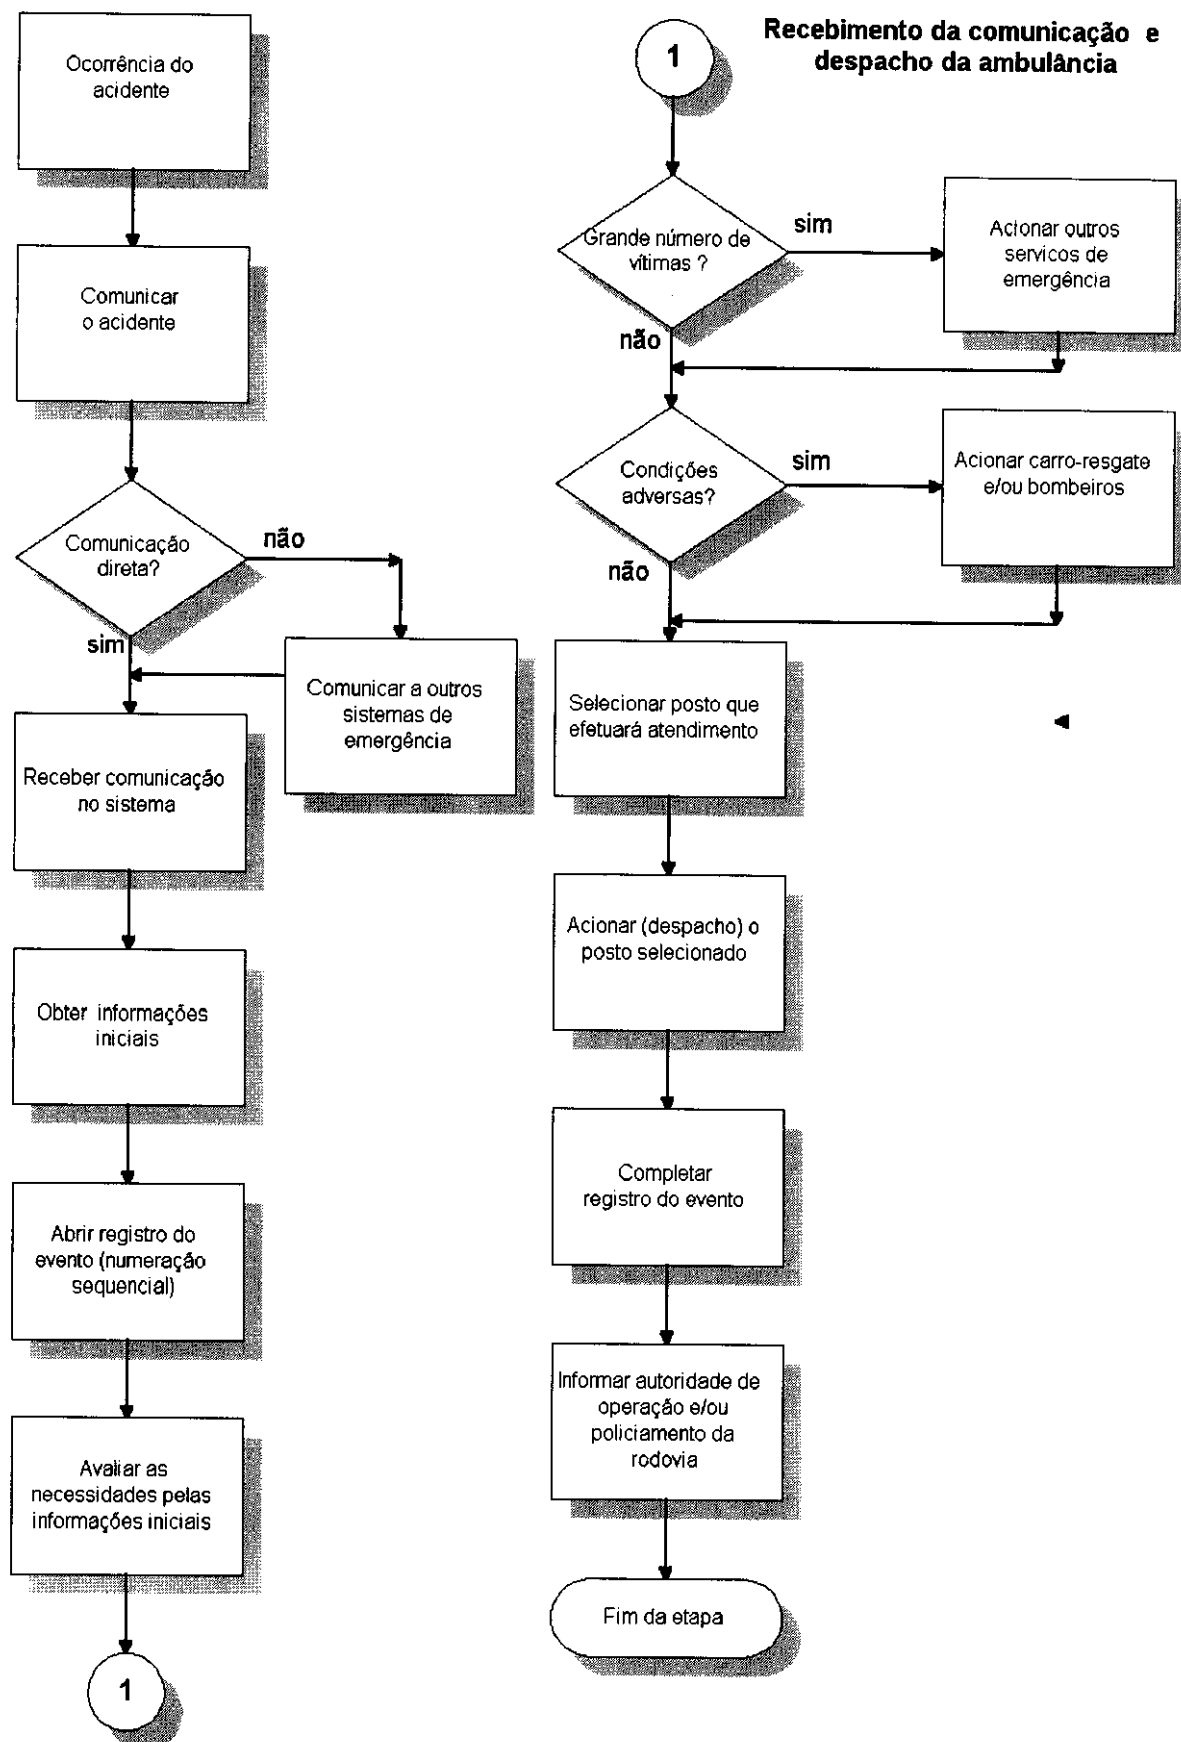 Recebimento da comunicação e
despacho da ambulância
Ocorrência do
acidente
Comunicar
o acidente
Comunicação
direta?
não
sim
Comunicar a outros
sistemas de
emergência
Receber comunicação
no sistema
Obter informações
iniciais
Abrir registro do
evento (numeração
sequencial)
Avaliar as
necessidades pelas
informações iniciais
1
1
Grande número de
vítimas ?
sim
Acionar outros
servicos de
emergência
não
Condições
adversas?
sim
Acionar carro-resgate
e/ou bombeiros
não
Selecionar posto que
efetuará atendimento
Acionar (despacho) o
posto selecionado
Completar
registro do evento
Informar autoridade de
operação e/ou
policiamento da
rodovia
Fim da etapa